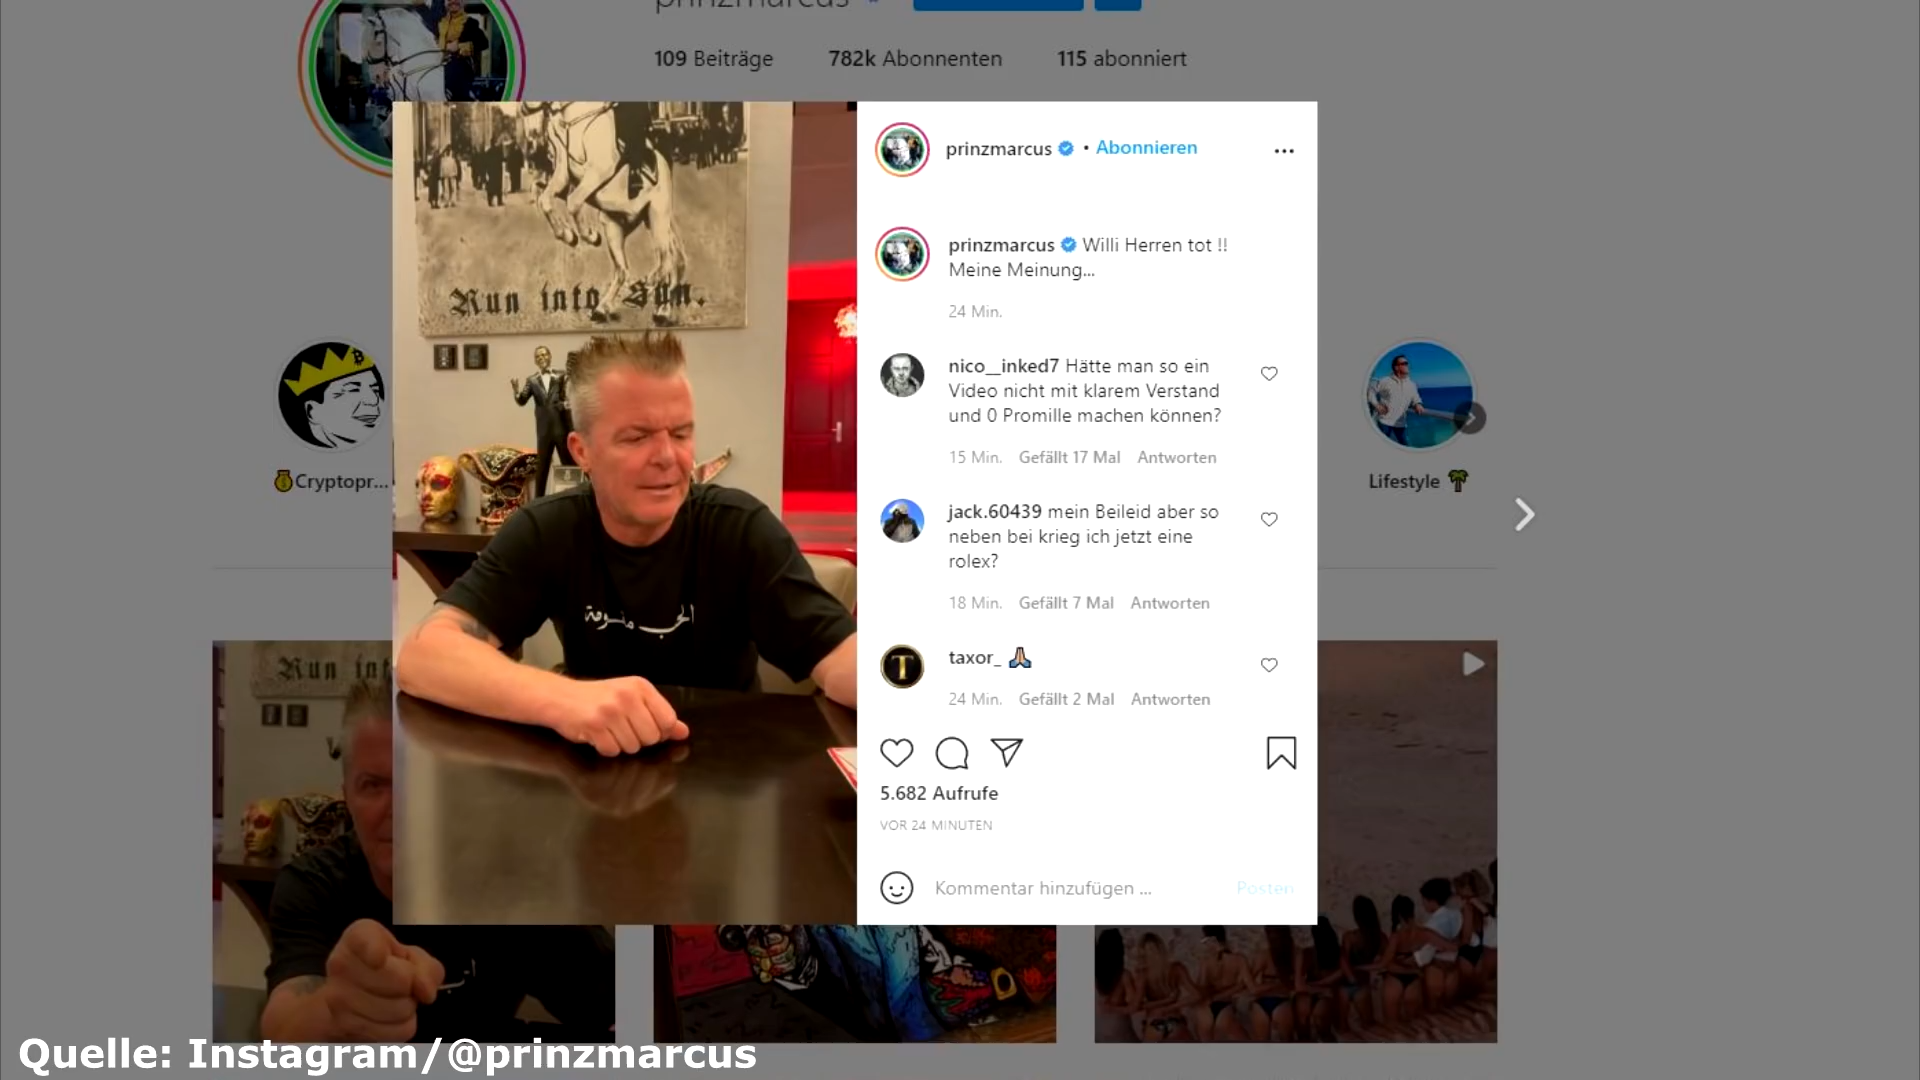 prinzmarcus
109 Beiträge 782k Abonnenten 115 abonniert
prinzmarcus • Abonnieren
Run into Sun.
prinzmarcus Willi Herren tot !!
Meine Meinung...
24 Min.
nico__inked7 Hätte man so ein
Video nicht mit klarem Verstand
und 0 Promille machen können?
15 Min. Gefällt 17 Mal Antworten
💰Cryptopr...
Lifestyle 🌴
jack.60439 mein Beileid aber so
neben bei krieg ich jetzt eine
rolex?
18 Min. Gefällt 7 Mal Antworten
taxor_ 🙏🏼
T
24 Min. Gefällt 2 Mal Antworten
Run int
5.682 Aufrufe
VOR 24 MINUTEN
Kommentar hinzufügen ... Posten
Quelle: Instagram/@prinzmarcus